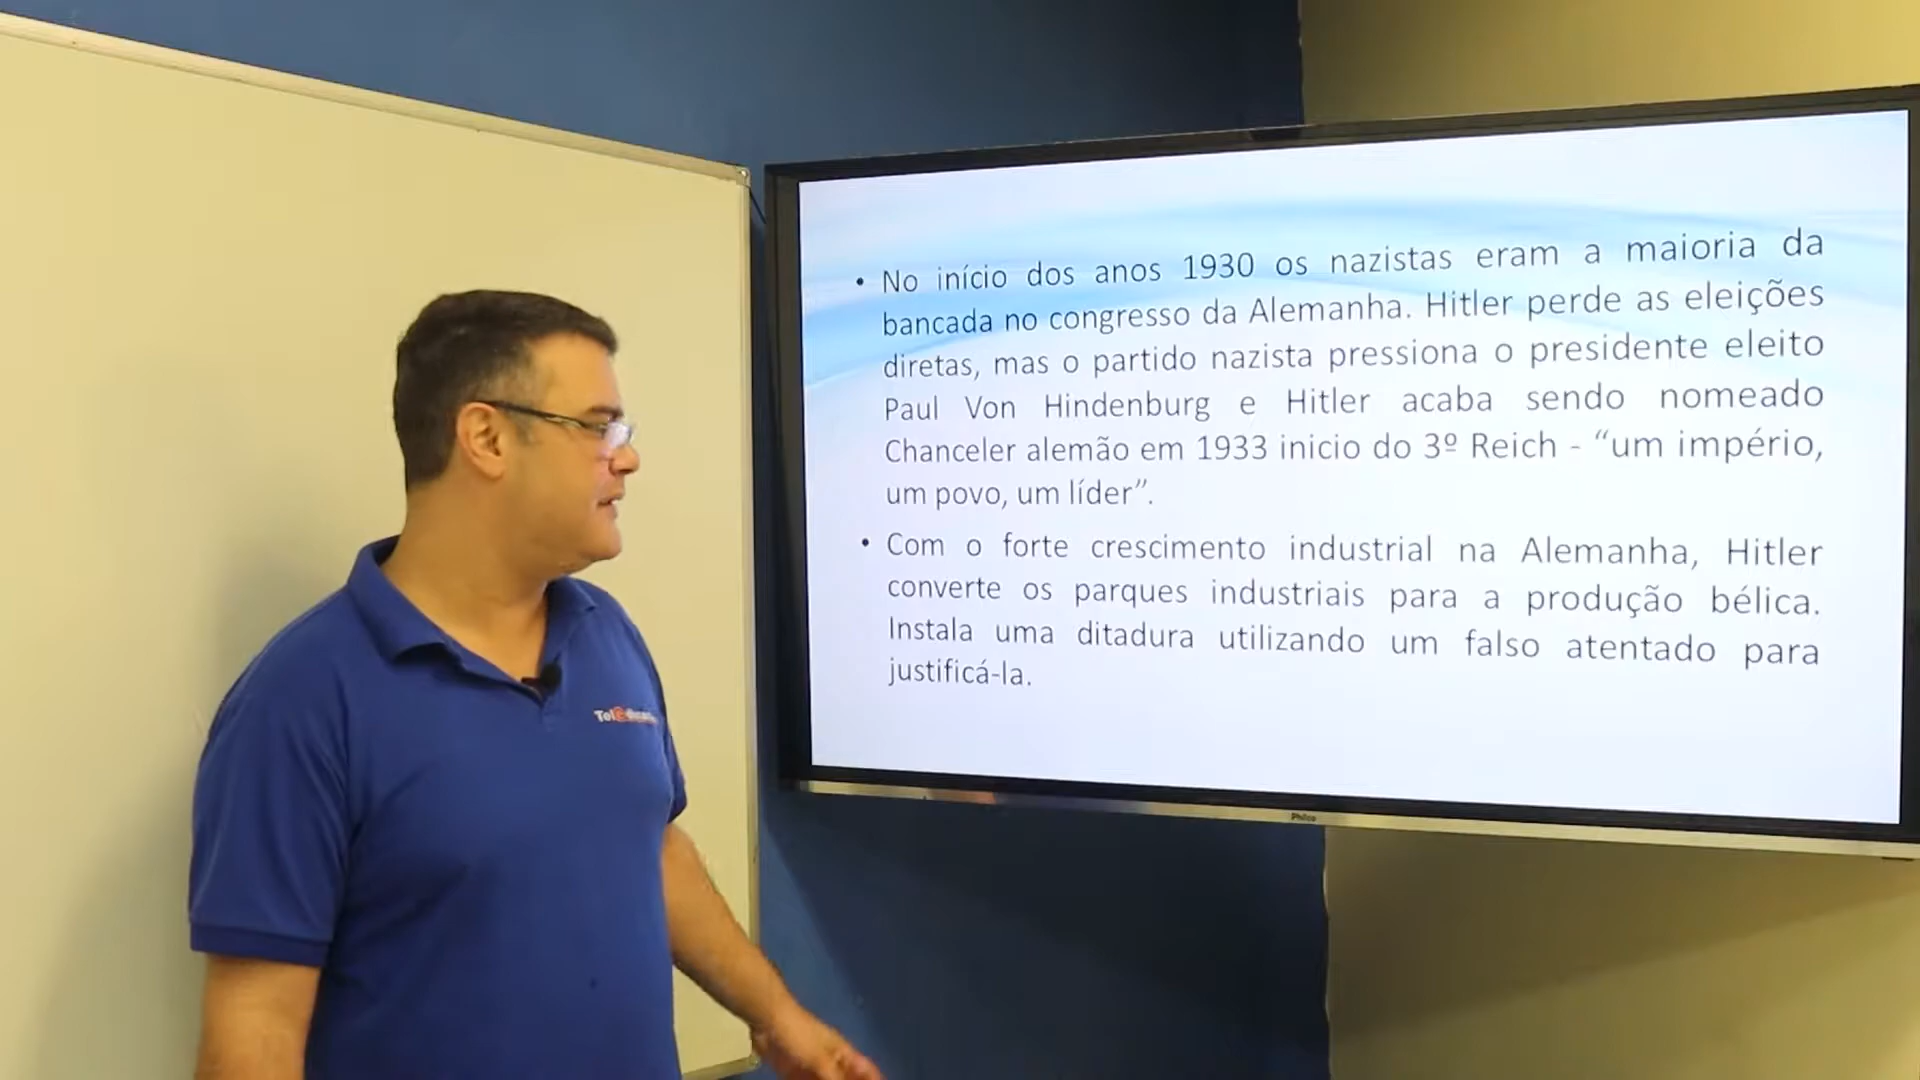 • No início dos anos 1930 os nazistas eram a maioria da
bancada no congresso da Alemanha. Hitler perde as eleições
diretas, mas o partido nazista pressiona o presidente eleito
Paul Von Hindenburg e Hitler acaba sendo nomeado
Chanceler alemão em 1933 inicio do 3º Reich - “um império,
um povo, um líder”.
• Com o forte crescimento industrial na Alemanha, Hitler
converte os parques industriais para a produção bélica.
Instala uma ditadura utilizando um falso atentado para
justificá-la.
Philco